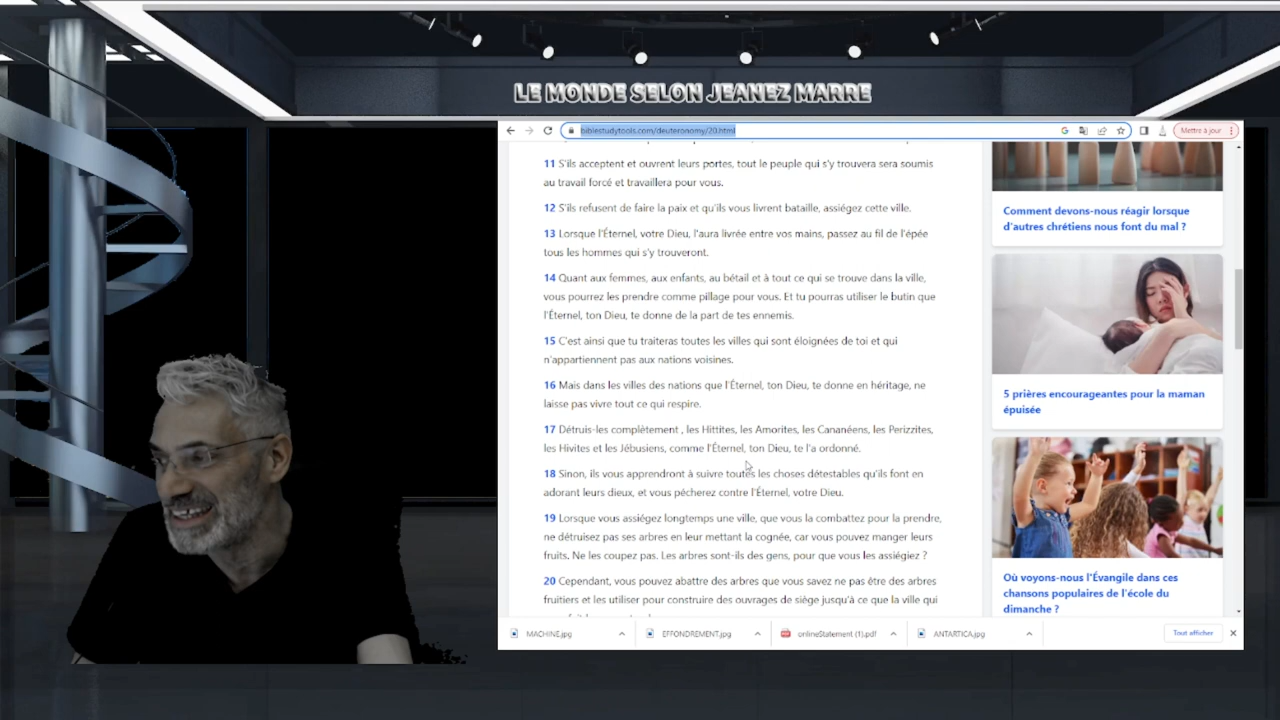 LE MONDE SELON JEANEZ MARRE
biblestudytools.com/deuteronomy/20.html
Mettre à jour
11 S'ils acceptent et ouvrent leurs portes, tout le peuple qui s'y trouvera sera soumis
au travail forcé et travaillera pour vous.
12 S'ils refusent de faire la paix et qu'ils vous livrent bataille, assiégez cette ville.
13 Lorsque l'Éternel, votre Dieu, l'aura livrée entre vos mains, passez au fil de l'épée
tous les hommes qui s'y trouveront.
14 Quant aux femmes, aux enfants, au bétail et à tout ce qui se trouve dans la ville,
vous pourrez les prendre comme pillage pour vous. Et tu pourras utiliser le butin que
l'Éternel, ton Dieu, te donne de la part de tes ennemis.
15 C'est ainsi que tu traiteras toutes les villes qui sont éloignées de toi et qui
n'appartiennent pas aux nations voisines.
16 Mais dans les villes des nations que l'Éternel, ton Dieu, te donne en héritage, ne
laisse pas vivre tout ce qui respire.
17 Détruis-les complètement , les Hittites, les Amorites, les Cananéens, les Perizzites,
les Hivites et les Jébusiens, comme l'Éternel, ton Dieu, te l'a ordonné.
18 Sinon, ils vous apprendront à suivre toutes les choses détestables qu'ils font en
adorant leurs dieux, et vous pécherez contre l'Éternel, votre Dieu.
19 Lorsque vous assiégez longtemps une ville, que vous la combattez pour la prendre,
ne détruisez pas ses arbres en leur mettant la cognée, car vous pouvez manger leurs
fruits. Ne les coupez pas. Les arbres sont-ils des gens, pour que vous les assiégiez ?
20 Cependant, vous pouvez abattre des arbres que vous savez ne pas être des arbres
fruitiers et les utiliser pour construire des ouvrages de siège jusqu'à ce que la ville qui
Comment devons-nous réagir lorsque
d'autres chrétiens nous font du mal ?
5 prières encourageantes pour la maman
épuisée
Où voyons-nous l'Évangile dans ces
chansons populaires de l'école du
dimanche ?
MACHINE.jpg
EFFONDREMENT.jpg
onlineStatement (1).pdf
ANTARTICA.jpg
Tout afficher